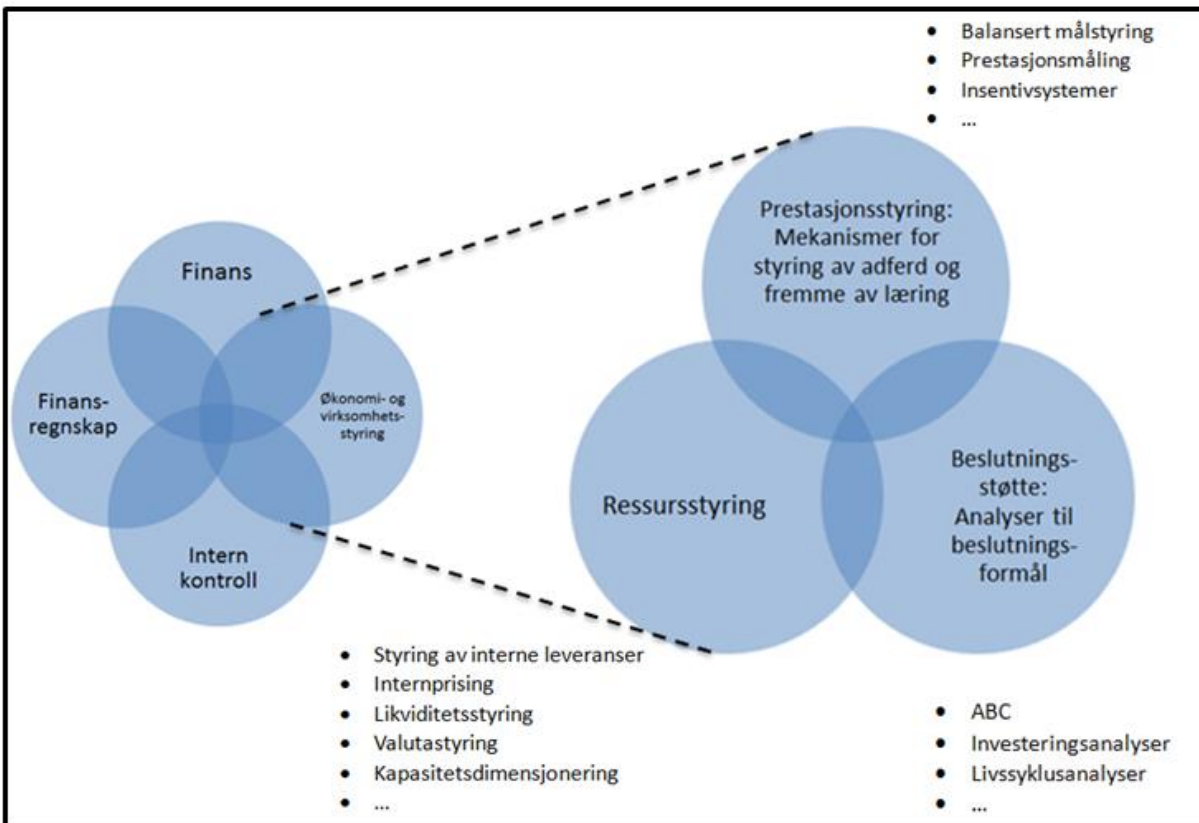 • Balansert målstyring
• Prestasjonsmåling
• Insentivsystemer
• ...
Finans
Finans-
regnskap
Økonomi- og
virksomhets-
styring
Intern
kontroll
Prestasjonsstyring:
Mekanismer for
styring av adferd og
fremme av læring
Ressursstyring
Beslutnings-
støtte:
Analyser til
beslutnings-
formål
• Styring av interne leveranser
• Internprising
• Likviditetsstyring
• Valutastyring
• Kapasitetsdimensjonering
• ...
• ABC
• Investeringsanalyser
• Livssyklusanalyser
• ...